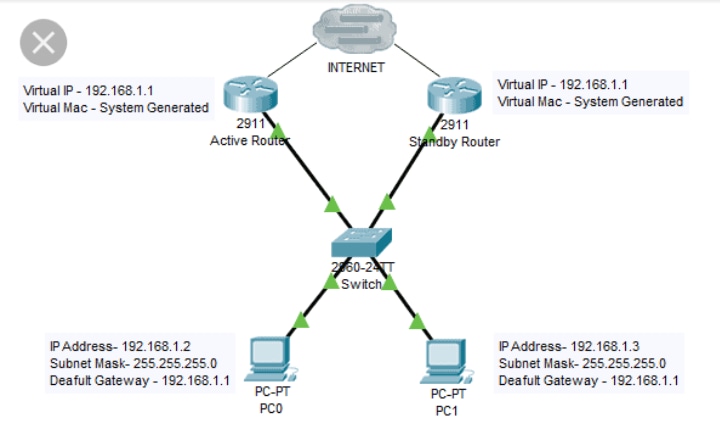 INTERNET
Virtual IP - 192.168.1.1
Virtual Mac - System Generated
Virtual IP - 192.168.1.1
Virtual Mac - System Generated
2911
Active Router
2911
Standby Router
2960-24TT
Switch
IP Address- 192.168.1.2
Subnet Mask- 255.255.255.0
Deafult Gateway - 192.168.1.1
PC-PT
PC0
IP Address- 192.168.1.3
Subnet Mask- 255.255.255.0
Deafult Gateway - 192.168.1.1
PC-PT
PC1